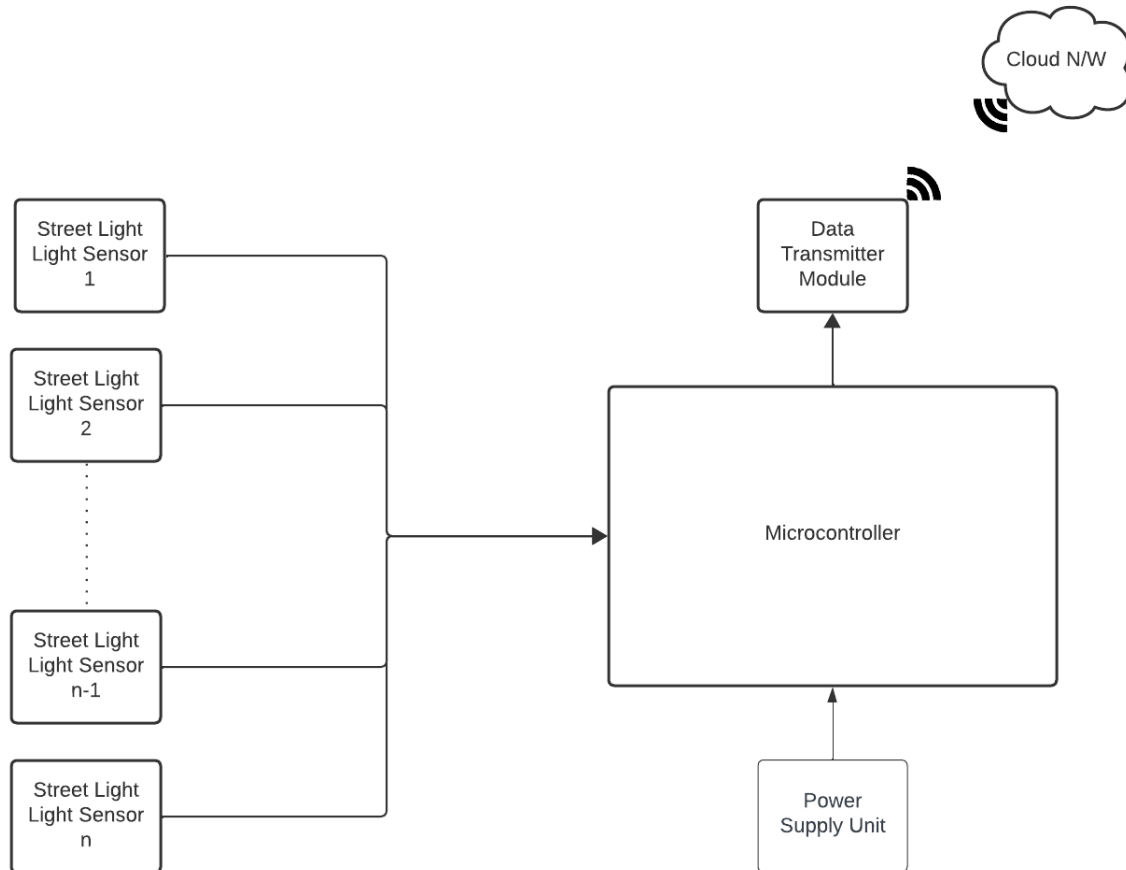 Cloud N/W
Street Light
Light Sensor
1
Data
Transmitter
Module
Street Light
Light Sensor
2
Microcontroller
Street Light
Light Sensor
n-1
Street Light
Light Sensor
n
Power
Supply Unit